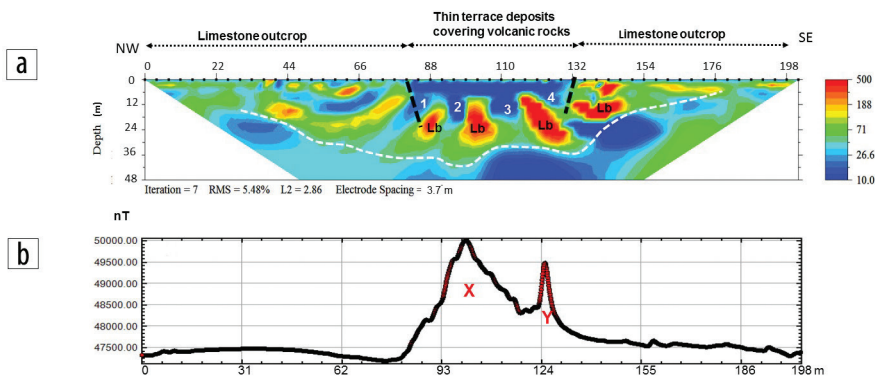 Thin terrace deposits
covering volcanic rocks
NW Limestone outcrop Limestone outcrop SE
a
0 22 44 66 88 110 132 154 176 198
0
12
24
36
48
Depth (m)
1 2 3 4
Lb Lb Lb Lb
500
188
71
26.6
10.0
Iteration = 7 RMS = 5.48% L2 = 2.86 Electrode Spacing = 3.7 m
nT
b
50000.00
49500.00
49000.00
48500.00
48000.00
47500.00
X
Y
0 31 62 93 124 155 186 198 m